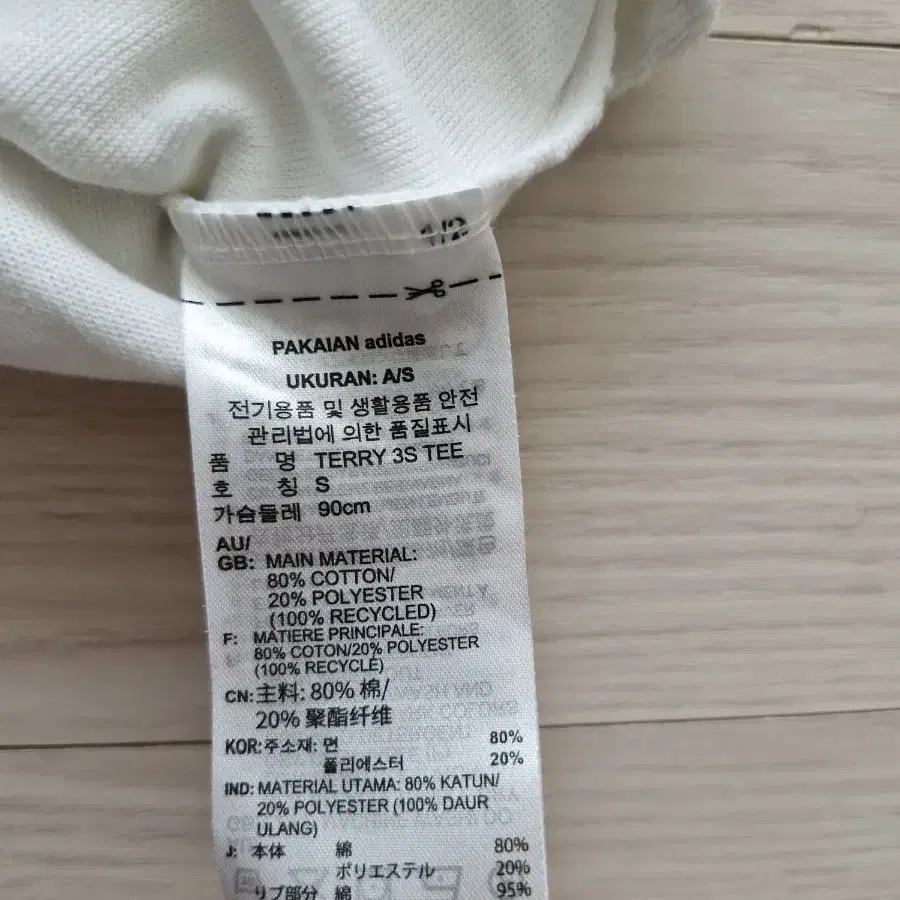 1/2
PAKAIAN adidas
UKURAN: A/S
전기용품 및 생활용품 안전
관리법에 의한 품질표시
품 명 TERRY 3S TEE
호 칭 S
가슴둘레 90cm
AU/
GB: MAIN MATERIAL:
80% COTTON/
20% POLYESTER
(100% RECYCLED)
F: MATIERE PRINCIPALE:
80% COTON/20% POLYESTER
(100% RECYCLÉ)
CN: 主料: 80% 棉/
20% 聚酯纤维
KOR: 주소재: 면 80%
폴리에스터 20%
IND: MATERIAL UTAMA: 80% KATUN/
20% POLYESTER (100% DAUR
ULANG)
J: 本体 綿 80%
ポリエステル 20%
リブ部分 綿 95%